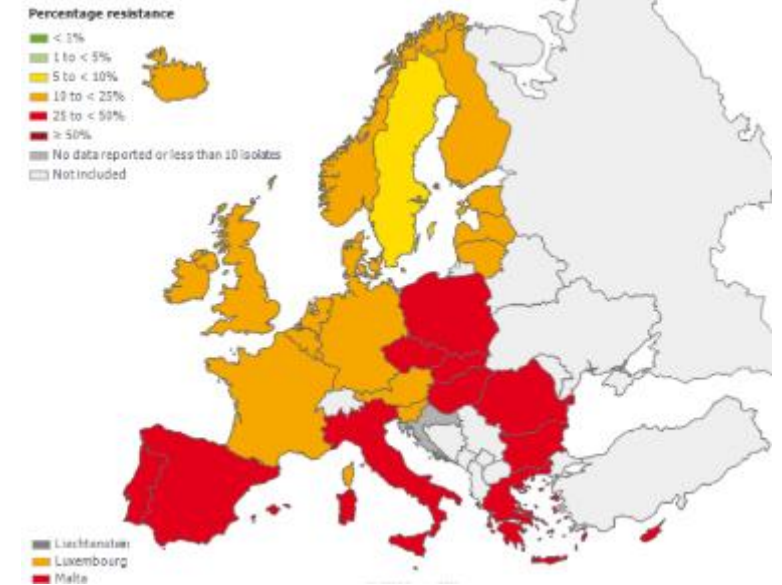 Percentage resistance
< 1%
1 to < 5%
5 to < 10%
10 to < 25%
25 to < 50%
≥ 50%
No data reported or less than 10 isolates
Not included
Liechtenstein
Luxembourg
Malta